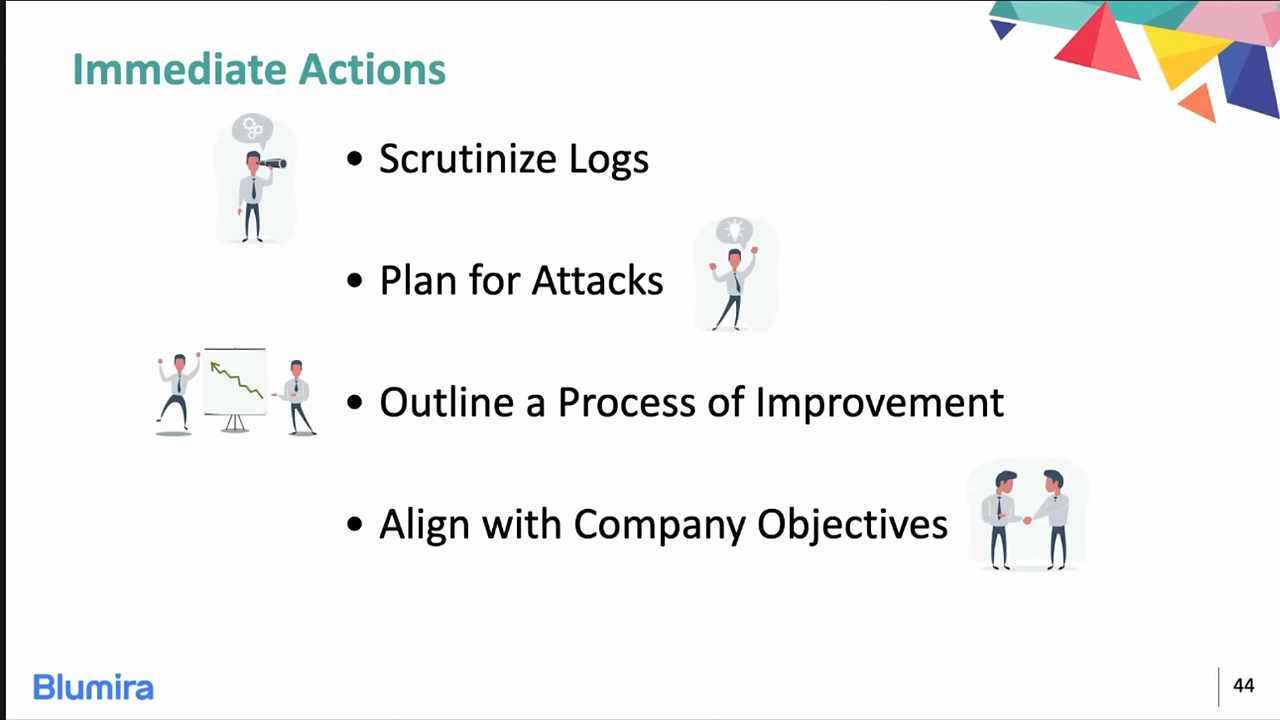 Immediate Actions
• Scrutinize Logs
• Plan for Attacks
• Outline a Process of Improvement
• Align with Company Objectives
Blumira
44